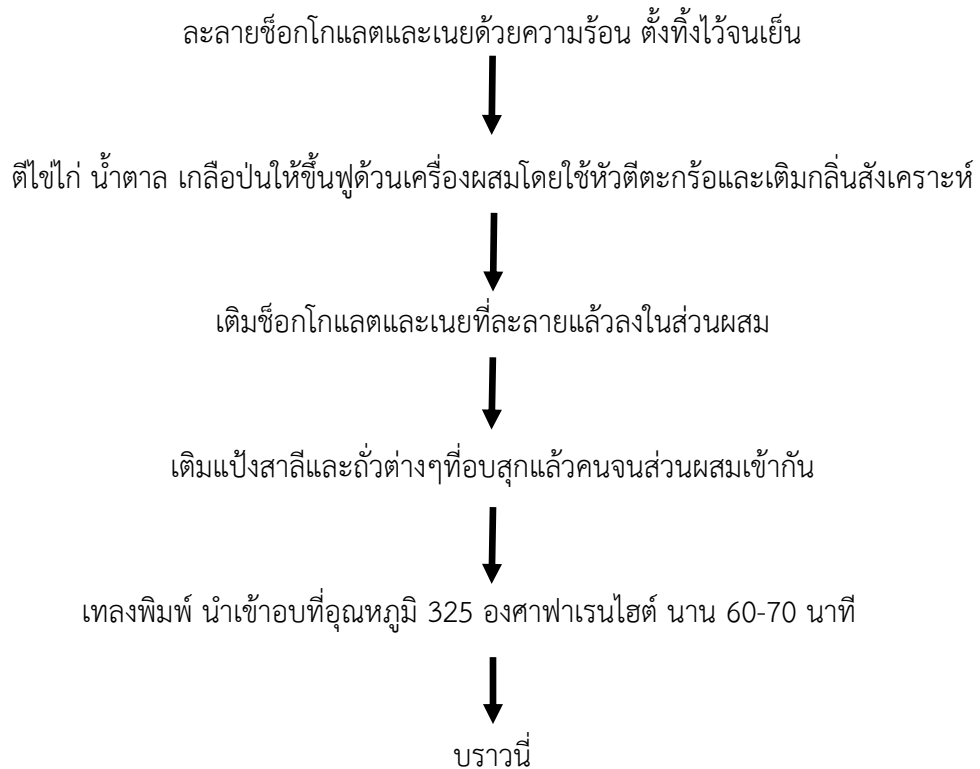 ละลายช็อกโกแลตและเนยด้วยความร้อน ตั้งทิ้งไว้จนเย็น
ตีไข่ไก่ น้ำตาล เกลือป่นให้ขึ้นฟูด้วนเครื่องผสมโดยใช้หัวตีตะกร้อและเติมกลิ่นสังเคราะห์
เติมช็อกโกแลตและเนยที่ละลายแล้วลงในส่วนผสม
เติมแป้งสาลีและถั่วต่างๆที่อบสุกแล้วคนจนส่วนผสมเข้ากัน
เทลงพิมพ์ นำเข้าอบที่อุณหภูมิ 325 องศาฟาเรนไฮต์ นาน 60-70 นาที
บราวนี่